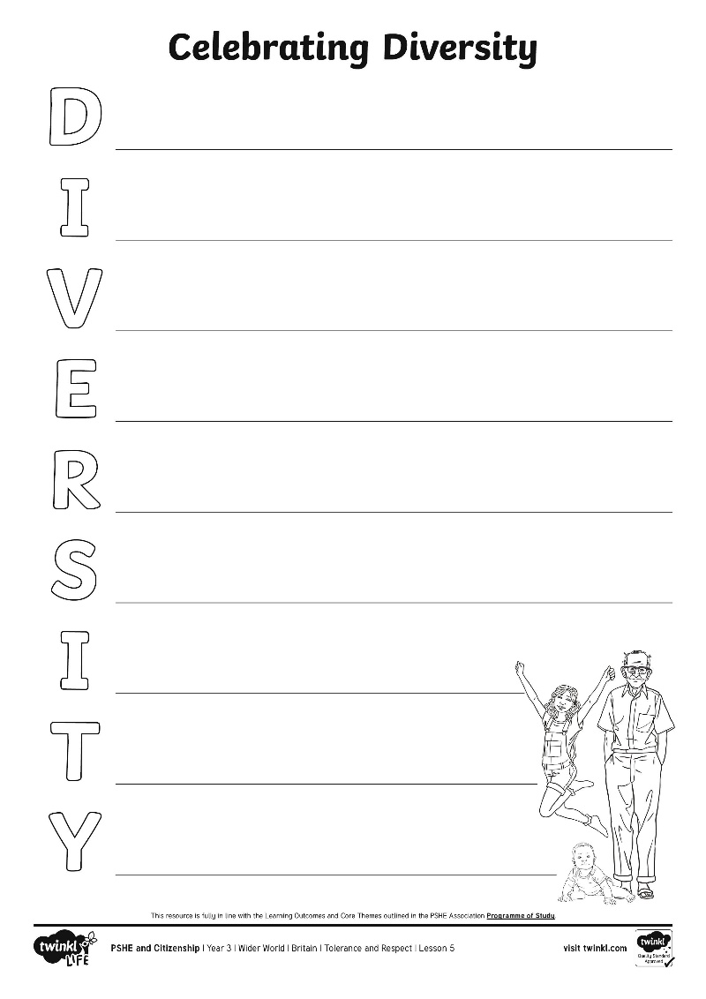 Celebrating Diversity
D
I
V
E
R
S
I
T
Y
This resource is fully in line with the Learning Outcomes and Core Themes outlined in the PSHE Association Programme of Study.
twinkl LIFE
PSHE and Citizenship | Year 3 | Wider World | Britain | Tolerance and Respect | Lesson 5
visit twinkl.com
twinkl
Quality Standard
Approved